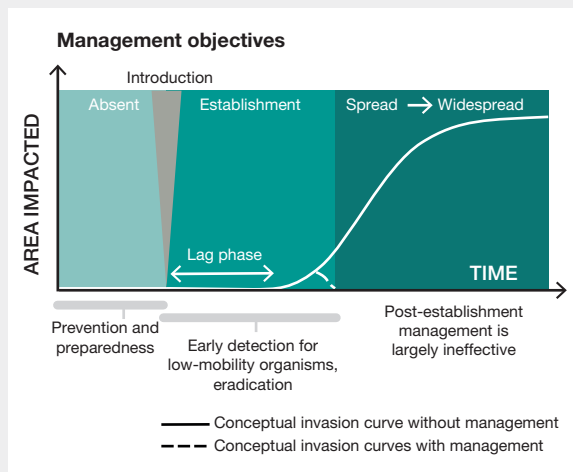 Management objectives
Introduction
Absent
Establishment
Spread → Widespread
AREA IMPACTED
Lag phase
TIME
Prevention and
preparedness
Early detection for
low-mobility organisms,
eradication
Post-establishment
management is
largely ineffective
Conceptual invasion curve without management
Conceptual invasion curves with management